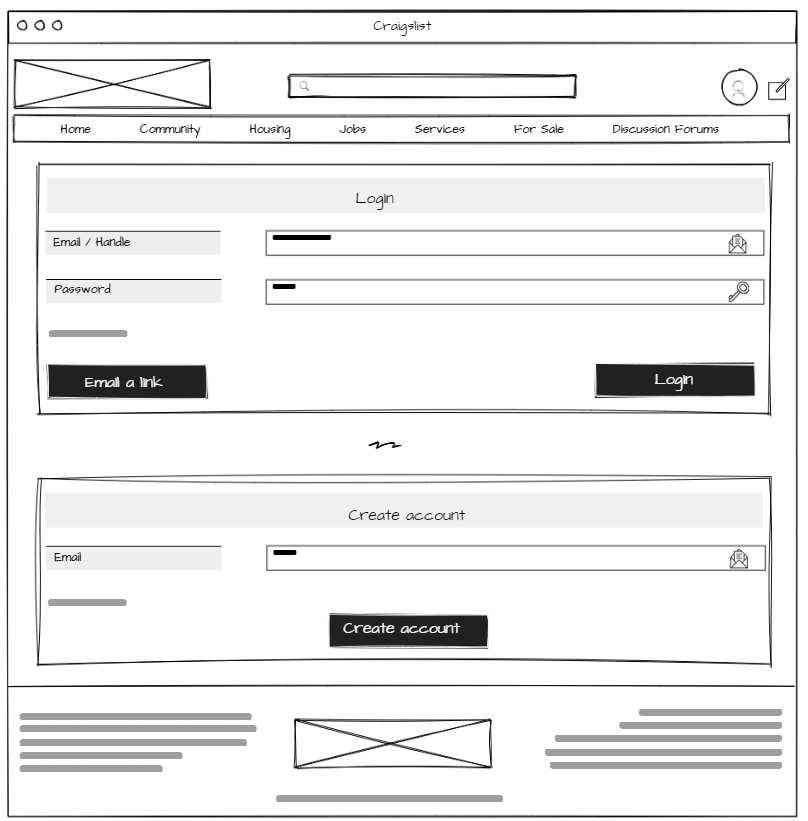 Craigslist
Home Community Housing Jobs Services For Sale Discussion Forums
Login
Email / Handle
Password
Email a link Login
Create account
Email
Create account